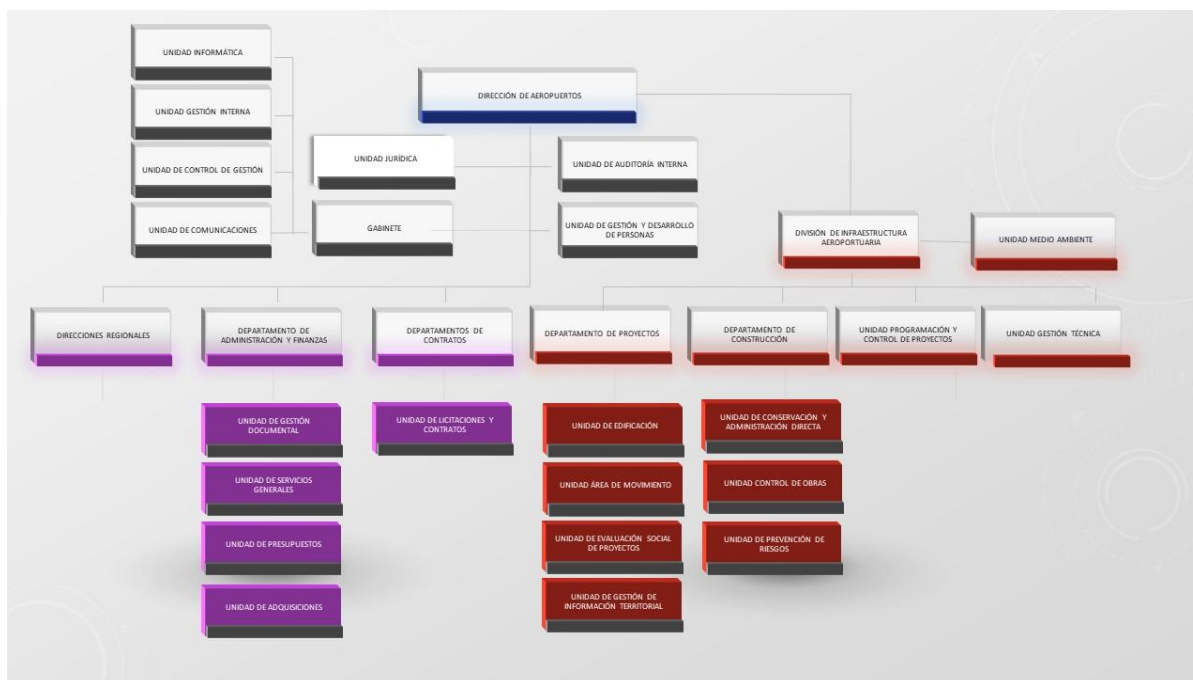 UNIDAD INFORMÁTICA
UNIDAD GESTIÓN INTERNA
UNIDAD DE CONTROL DE GESTIÓN
UNIDAD DE COMUNICACIONES
DIRECCIÓN DE AEROPUERTOS
UNIDAD JURÍDICA
GABINETE
UNIDAD DE AUDITORÍA INTERNA
UNIDAD DE GESTIÓN Y DESARROLLO
DE PERSONAS
DIVISIÓN DE INFRAESTRUCTURA
AEROPORTUARIA
UNIDAD MEDIO AMBIENTE
DIRECCIONES REGIONALES
DEPARTAMENTO DE
ADMINISTRACIÓN Y FINANZAS
DEPARTAMENTOS DE
CONTRATOS
DEPARTAMENTO DE PROYECTOS
DEPARTAMENTO DE
CONSTRUCCIÓN
UNIDAD PROGRAMACIÓN Y
CONTROL DE PROYECTOS
UNIDAD GESTIÓN TÉCNICA
UNIDAD DE GESTIÓN
DOCUMENTAL
UNIDAD DE SERVICIOS
GENERALES
UNIDAD DE PRESUPUESTOS
UNIDAD DE ADQUISICIONES
UNIDAD DE LICITACIONES Y
CONTRATOS
UNIDAD DE EDIFICACIÓN
UNIDAD ÁREA DE MOVIMIENTO
UNIDAD DE EVALUACIÓN SOCIAL
DE PROYECTOS
UNIDAD DE GESTIÓN DE
INFORMACIÓN TERRITORIAL
UNIDAD DE CONSERVACIÓN Y
ADMINISTRACIÓN DIRECTA
UNIDAD CONTROL DE OBRAS
UNIDAD DE PREVENCIÓN DE
RIESGOS